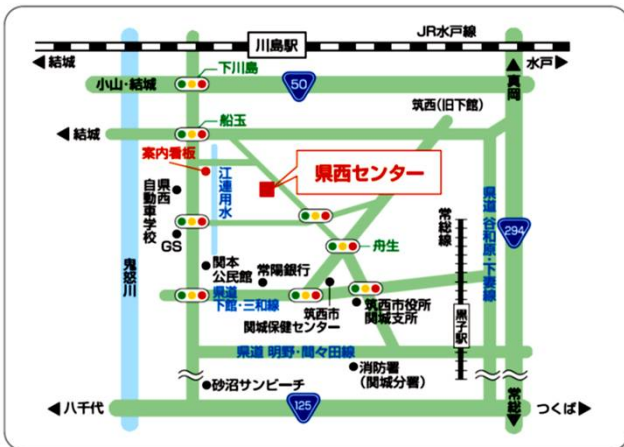 JR水戸線
川島駅
結城
水戸
下川島
小山・結城
50
真岡
筑西(旧下館)
船玉
結城
案内看板
県西センター
江連用水
県西
自動車学校
県道 谷和原・下妻線
常総線
294
GS
舟生
鬼怒川
関本
公民館
常陽銀行
県道
下館・三和線
筑西市
関城保健センター
筑西市役所
関城支所
黒子駅
県道 明野・間々田線
消防署
(関城分署)
砂沼サンビーチ
八千代
125
常総
つくば